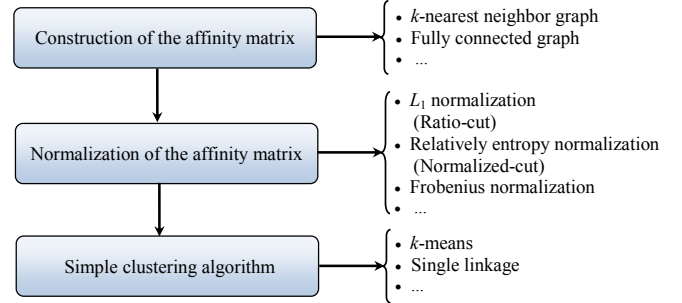 Construction of the affinity matrix
• k-nearest neighbor graph
• Fully connected graph
• ...
Normalization of the affinity matrix
• L₁ normalization
(Ratio-cut)
• Relatively entropy normalization
(Normalized-cut)
• Frobenius normalization
• ...
Simple clustering algorithm
• k-means
• Single linkage
• ...